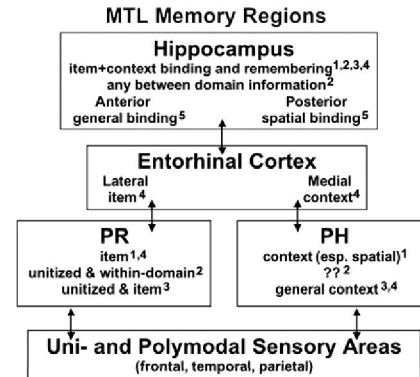 MTL Memory Regions
Hippocampus
item+context binding and remembering1,2,3,4
any between domain information2
Anterior Posterior
general binding5 spatial binding5
Entorhinal Cortex
Lateral Medial
item4 context4
PR
item1,4
unitized & within-domain2
unitized & item3
PH
context (esp. spatial)1
??2
general context3,4
Uni- and Polymodal Sensory Areas
(frontal, temporal, parietal)